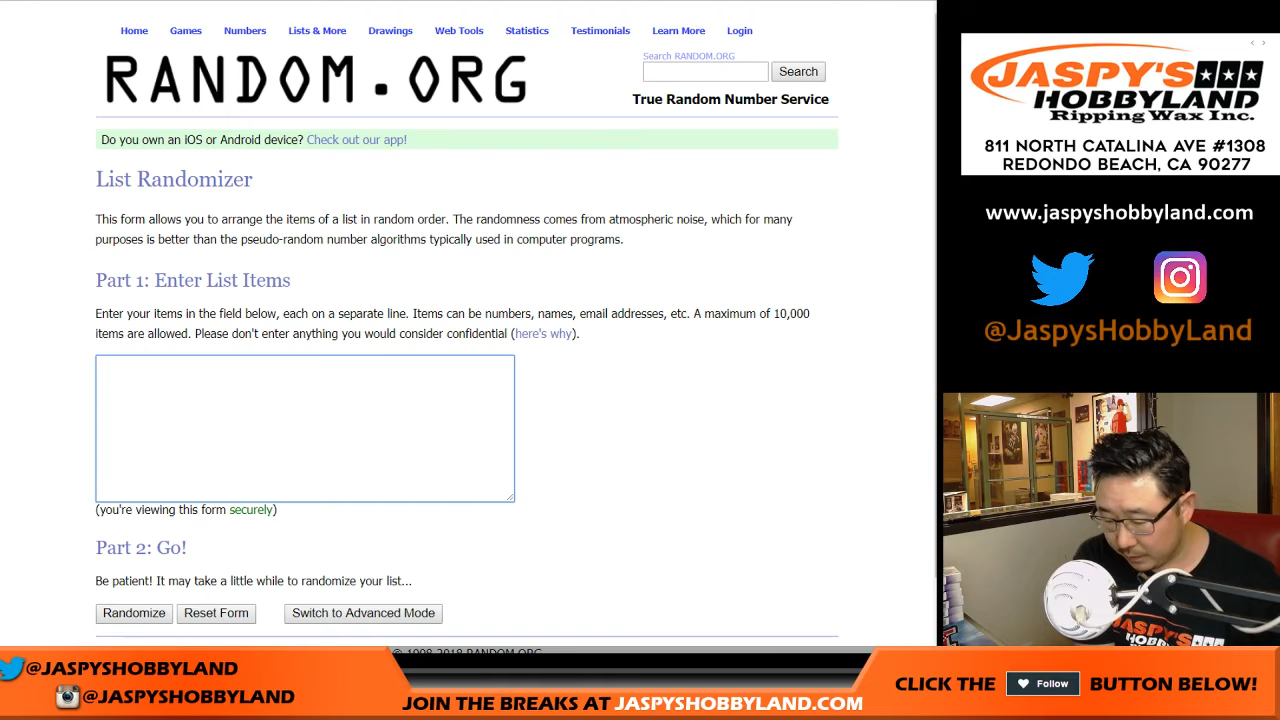 Home Games Numbers Lists & More Drawings Web Tools Statistics Testimonials Learn More Login
RANDOM.ORG
Search RANDOM.ORG
Search
True Random Number Service
Do you own an iOS or Android device? Check out our app!
List Randomizer
This form allows you to arrange the items of a list in random order. The randomness comes from atmospheric noise, which for many
purposes is better than the pseudo-random number algorithms typically used in computer programs.
Part 1: Enter List Items
Enter your items in the field below, each on a separate line. Items can be numbers, names, email addresses, etc. A maximum of 10,000
items are allowed. Please don't enter anything you would consider confidential (here's why).
(you're viewing this form securely)
Part 2: Go!
Be patient! It may take a little while to randomize your list...
Randomize Reset Form Switch to Advanced Mode
© 1998-2018 RANDOM.ORG
JASPY'S
HOBBYLAND
Ripping Wax Inc.
811 NORTH CATALINA AVE #1308
REDONDO BEACH, CA 90277
www.jaspyshobbyland.com
@JaspysHobbyLand
JASPY'S
@JASPYSHOBBYLAND
@JASPYSHOBBYLAND
JOIN THE BREAKS AT JASPYSHOBBYLAND.COM
CLICK THE Follow BUTTON BELOW!